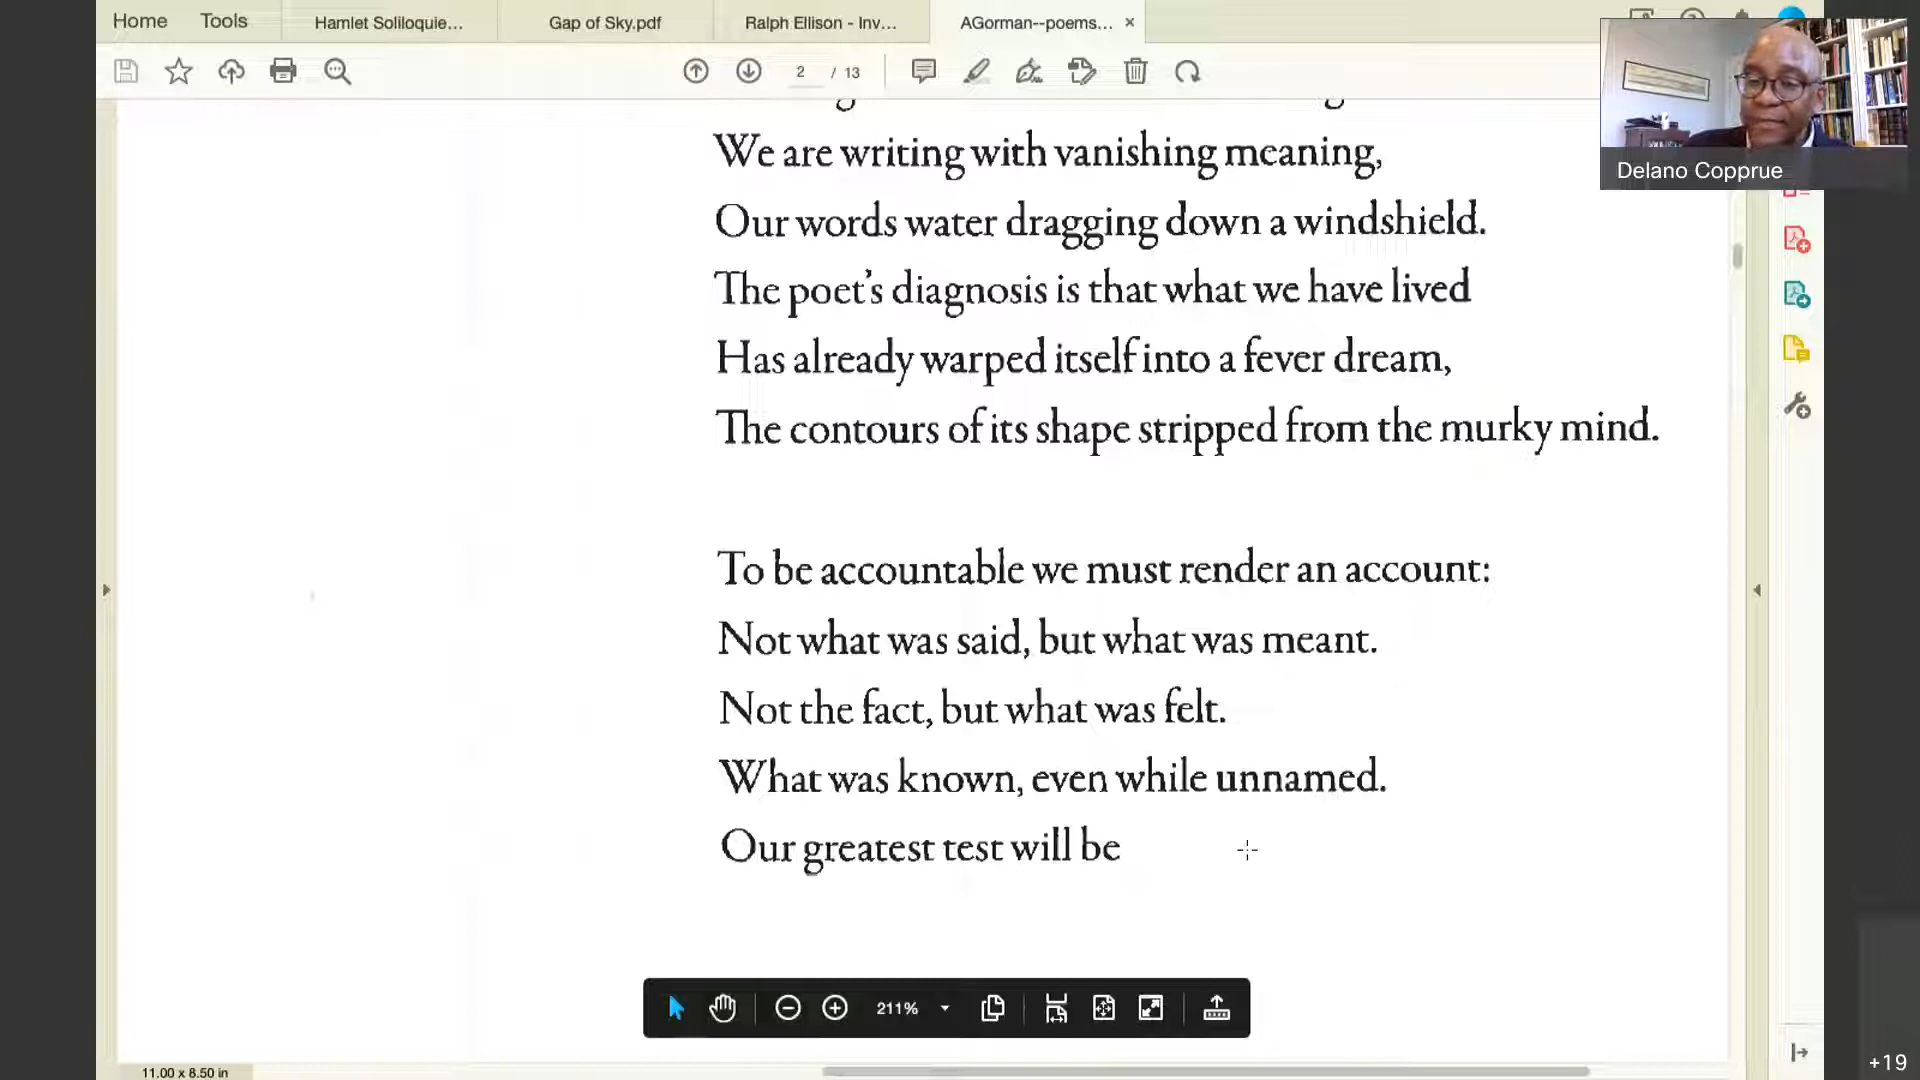 Home Tools Hamlet Soliloquie... Gap of Sky.pdf Ralph Ellison - Inv... AGorman--poems... ×
2 / 13
Delano Copprue
We are writing with vanishing meaning,
Our words water dragging down a windshield.
The poet’s diagnosis is that what we have lived
Has already warped itself into a fever dream,
The contours of its shape stripped from the murky mind.
To be accountable we must render an account:
Not what was said, but what was meant.
Not the fact, but what was felt.
What was known, even while unnamed.
Our greatest test will be
211%
11.00 x 8.50 in
+19